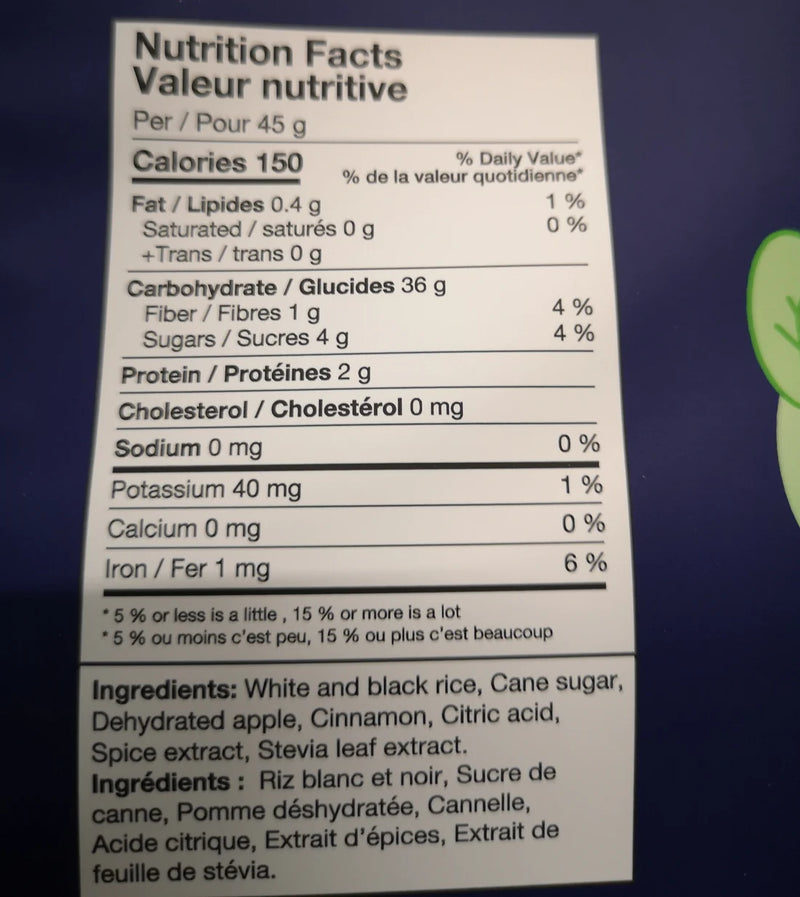 Nutrition Facts
Valeur nutritive
Per / Pour 45 g
Calories 150
% Daily Value*
% de la valeur quotidienne*
Fat / Lipides 0.4 g 1 %
Saturated / saturés 0 g 0 %
+Trans / trans 0 g
Carbohydrate / Glucides 36 g
Fiber / Fibres 1 g 4 %
Sugars / Sucres 4 g 4 %
Protein / Protéines 2 g
Cholesterol / Cholestérol 0 mg
Sodium 0 mg 0 %
Potassium 40 mg 1 %
Calcium 0 mg 0 %
Iron / Fer 1 mg 6 %
* 5 % or less is a little , 15 % or more is a lot
* 5 % ou moins c'est peu, 15 % ou plus c'est beaucoup
Ingredients: White and black rice, Cane sugar,
Dehydrated apple, Cinnamon, Citric acid,
Spice extract, Stevia leaf extract.
Ingrédients : Riz blanc et noir, Sucre de
canne, Pomme déshydratée, Cannelle,
Acide citrique, Extrait d'épices, Extrait de
feuille de stévia.